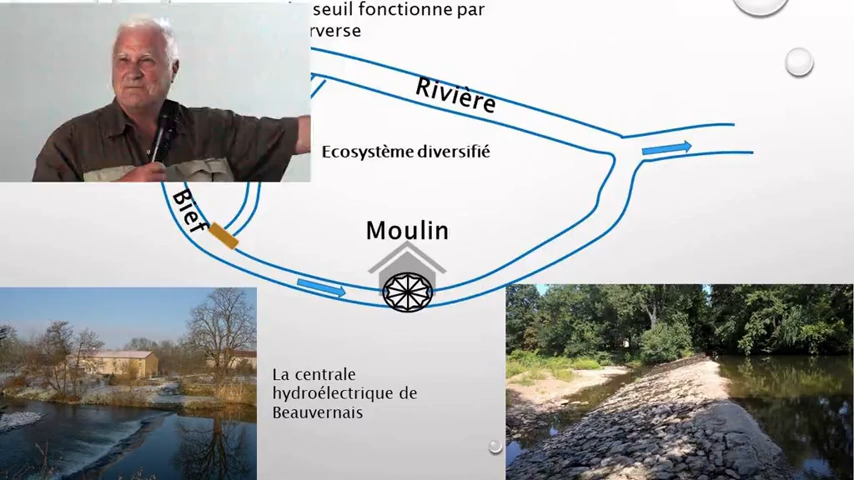 seuil fonctionne par
rverse
Rivière
Ecosystème diversifié
Bief
Moulin
La centrale
hydroélectrique de
Beauvernais